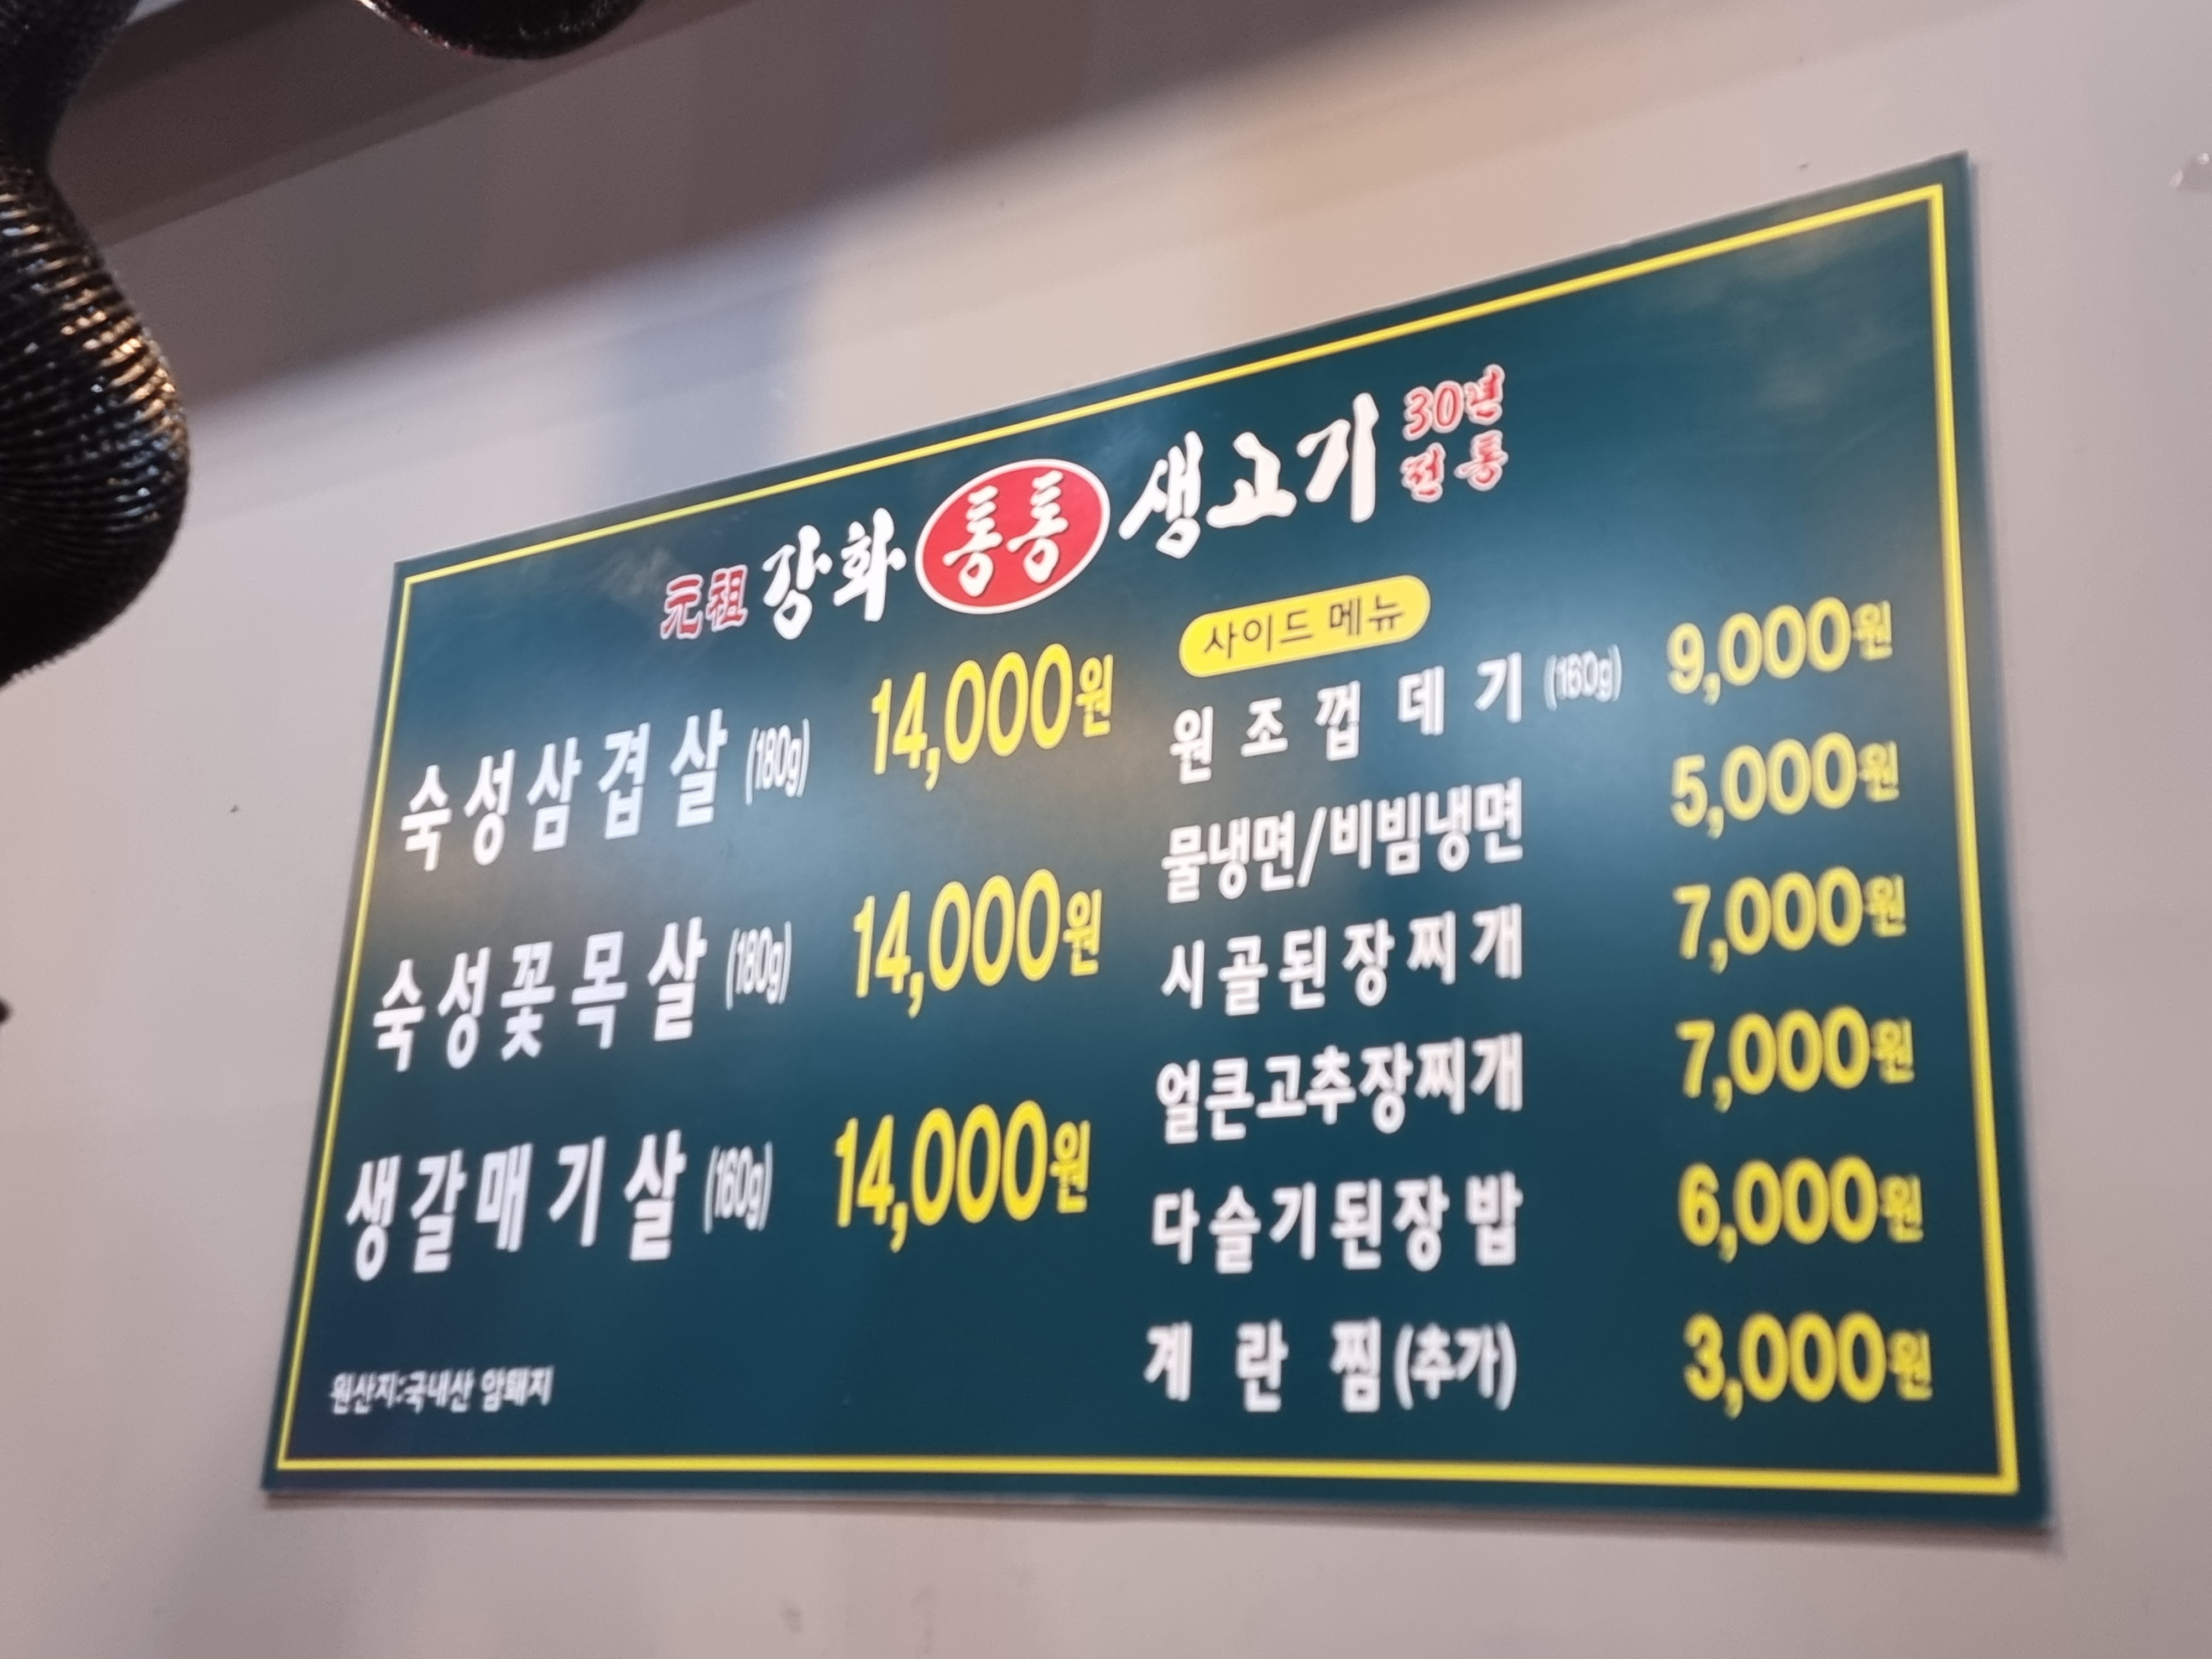 元祖 강화 통통 생고기 30년 전통
숙성삼겹살 (180g) 14,000원
숙성꽃목살 (180g) 14,000원
생갈매기살 (160g) 14,000원
원산지:국내산 암돼지
사이드 메뉴
원조껍데기 (160g) 9,000원
물냉면/비빔냉면 5,000원
시골된장찌개 7,000원
얼큰고추장찌개 7,000원
다슬기된장밥 6,000원
계란찜(추가) 3,000원